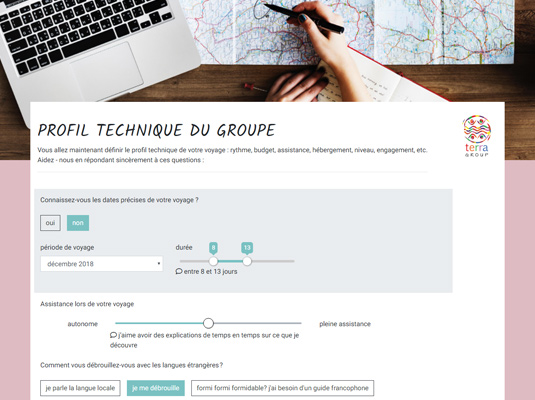 PROFIL TECHNIQUE DU GROUPE
terra
GROUP
Vous allez maintenant définir le profil technique de votre voyage : rythme, budget, assistance, hébergement, niveau, engagement, etc.
Aidez - nous en répondant sincèrement à ces questions :
Connaissez-vous les dates précises de votre voyage ?
oui non
période de voyage durée
8 13
décembre 2018
entre 8 et 13 jours
Assistance lors de votre voyage
autonome pleine assistance
j'aime avoir des explications de temps en temps sur ce que je
découvre
Comment vous débrouillez-vous avec les langues étrangères ?
je parle la langue locale je me débrouille formi formi formidable? j'ai besoin d'un guide francophone